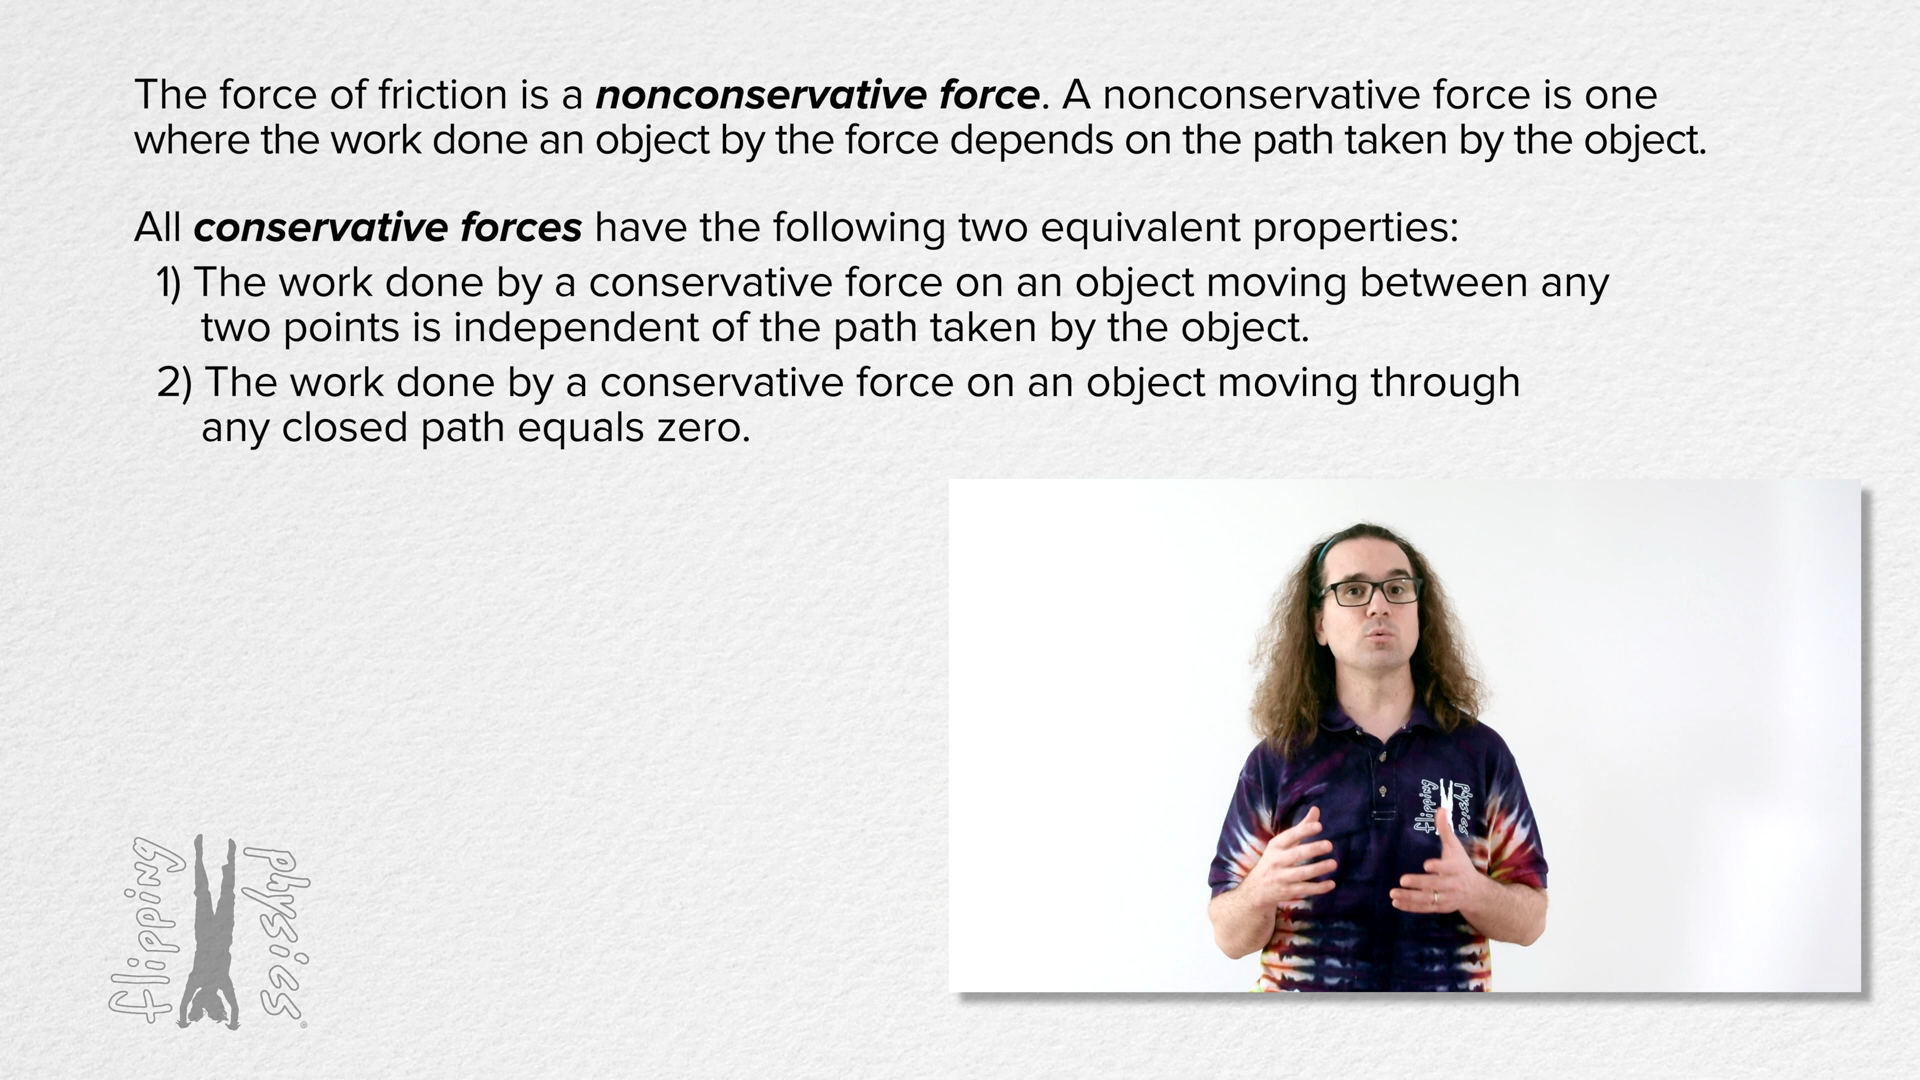 The force of friction is a nonconservative force. A nonconservative force is one
where the work done an object by the force depends on the path taken by the object.
All conservative forces have the following two equivalent properties:
1) The work done by a conservative force on an object moving between any
two points is independent of the path taken by the object.
2) The work done by a conservative force on an object moving through
any closed path equals zero.
flipping
physics
®
flipping
physics